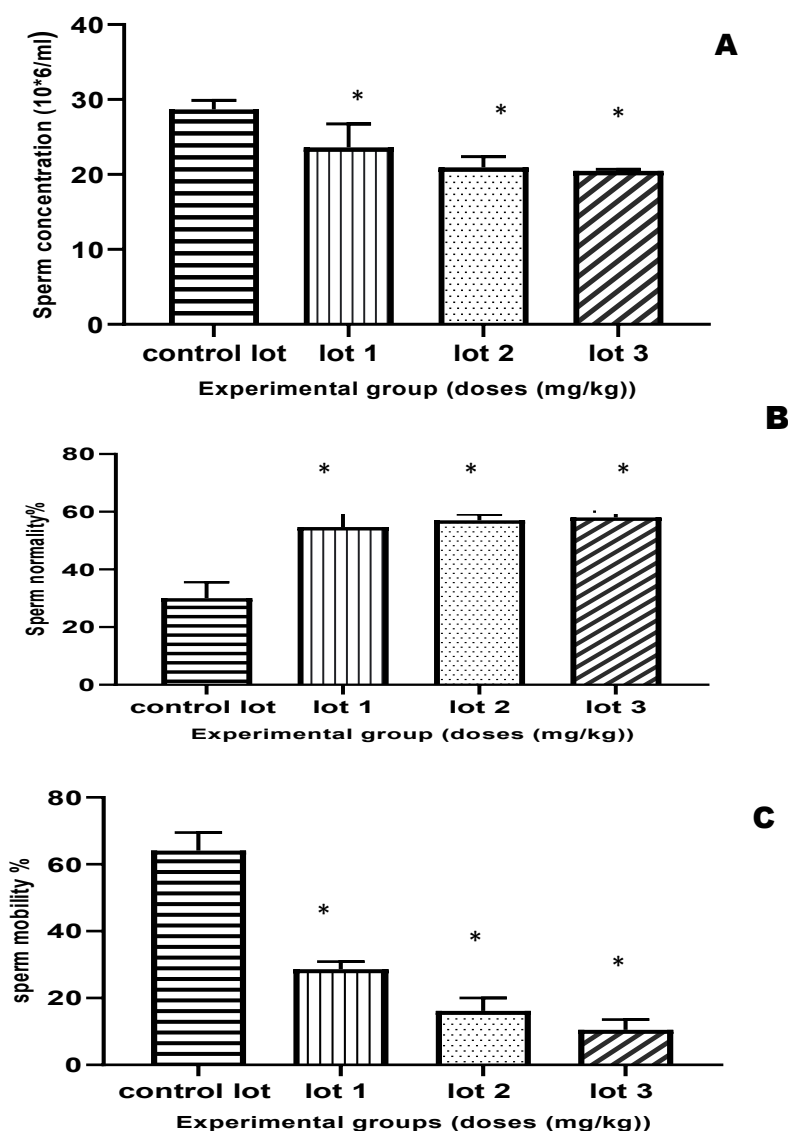 A
Sperm concentration (10*6/ml)
40
30
20
10
0
* * *
control lot lot 1 lot 2 lot 3
Experimental group (doses (mg/kg))
B
Sperm normality%
80
60
40
20
0
* * *
control lot lot 1 lot 2 lot 3
Experimental group (doses (mg/kg))
C
sperm mobility %
80
60
40
20
0
* * *
control lot lot 1 lot 2 lot 3
Experimental groups (doses (mg/kg))